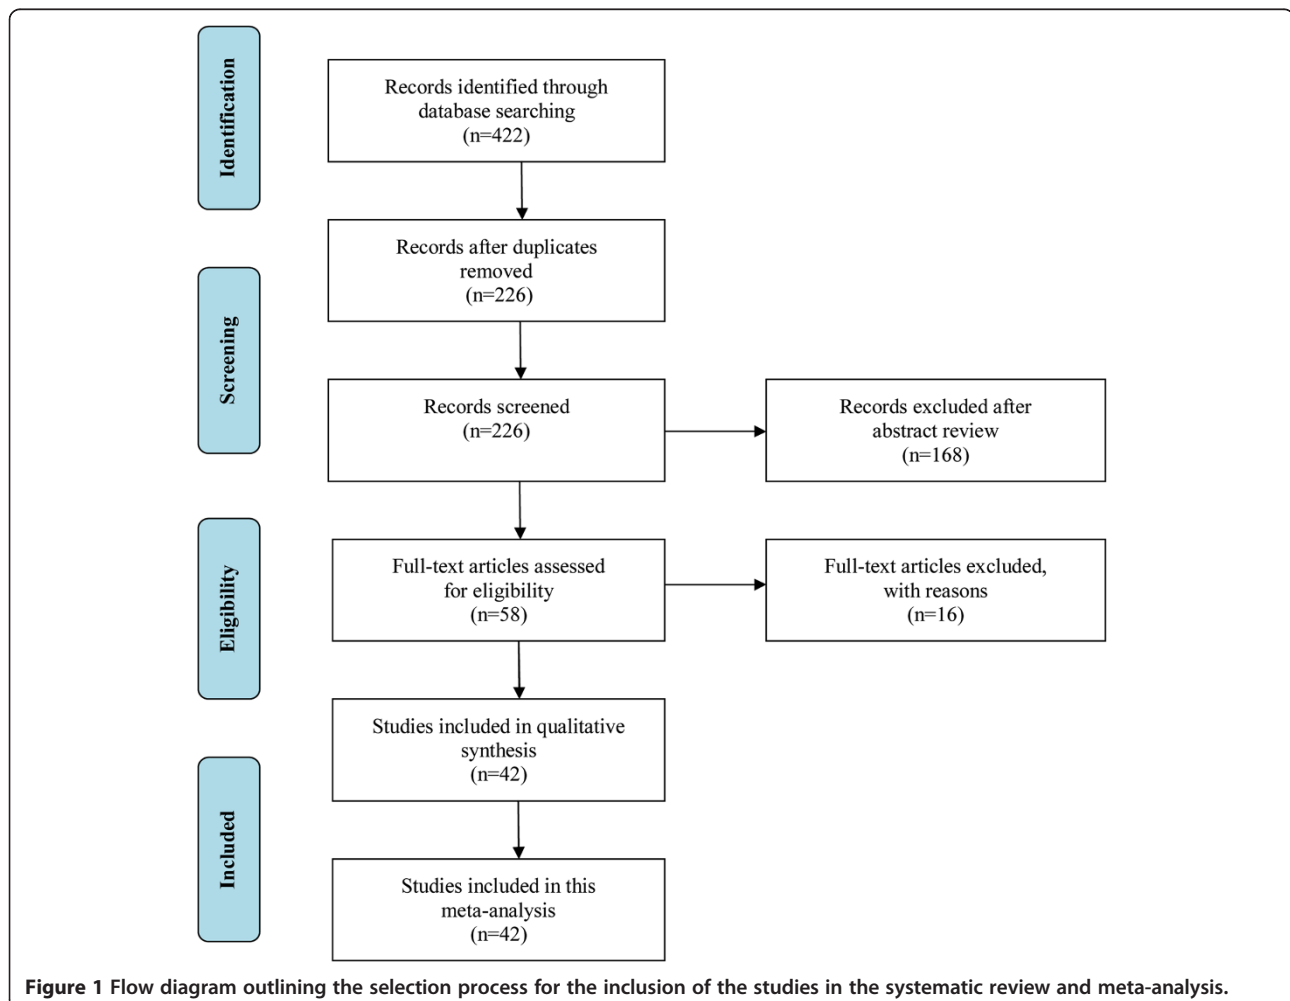 Identification
Records identified through
database searching
(n=422)
Records after duplicates
removed
(n=226)
Screening
Records screened
(n=226)
Records excluded after
abstract review
(n=168)
Eligibility
Full-text articles assessed
for eligibility
(n=58)
Full-text articles excluded,
with reasons
(n=16)
Studies included in qualitative
synthesis
(n=42)
Included
Studies included in this
meta-analysis
(n=42)
Figure 1 Flow diagram outlining the selection process for the inclusion of the studies in the systematic review and meta-analysis.